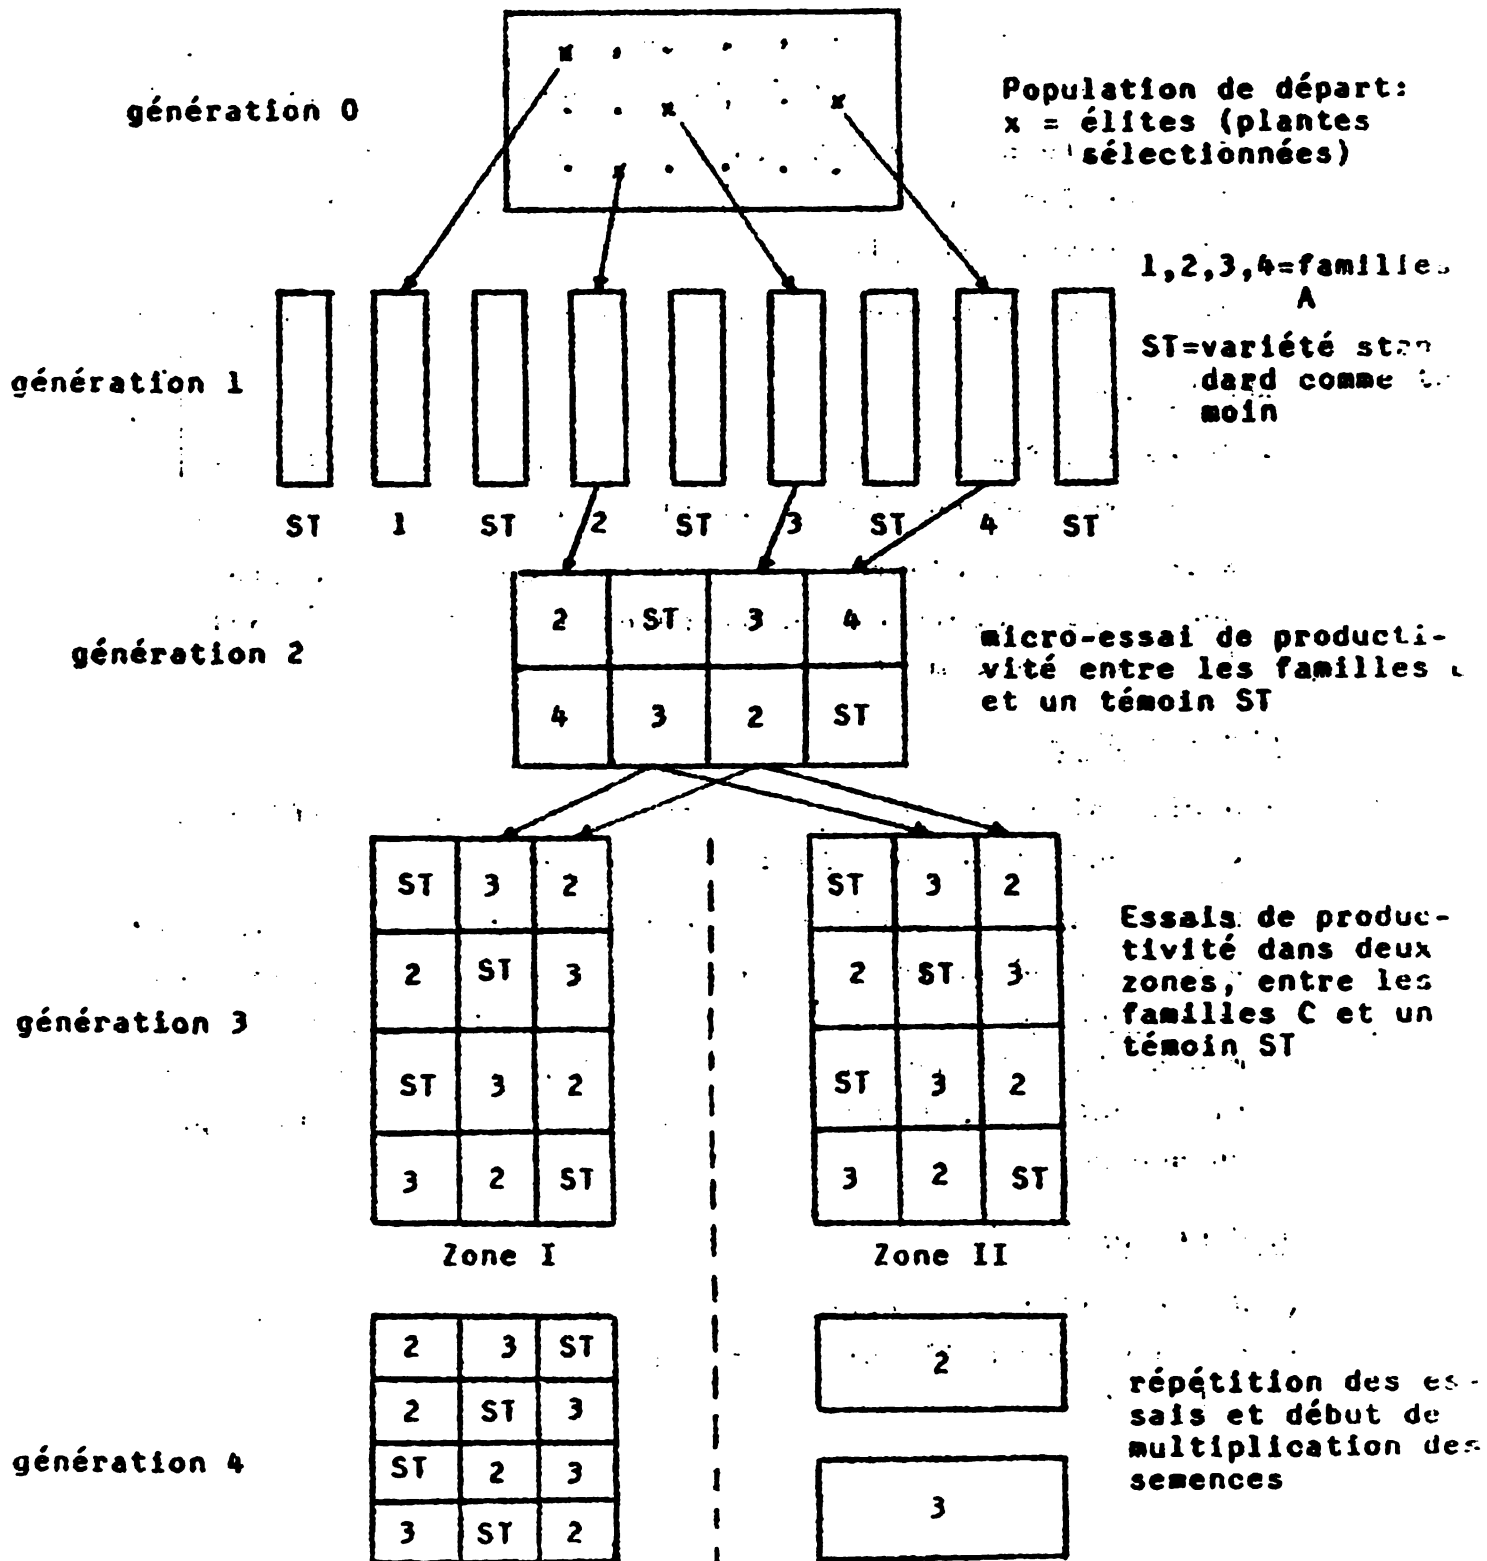 génération 0
Population de départ:
x = élites (plantes
sélectionnées)
1,2,3,4=familles
A
ST=variété stan
dard comme
moin
génération 1
ST 1 ST 2 ST 3 ST 4 ST
génération 2
2 ST 3 4
4 3 2 ST
micro-essai de producti-
vité entre les familles
et un témoin ST
génération 3
ST 3 2
2 ST 3
ST 3 2
3 2 ST
Zone I
ST 3 2
2 ST 3
ST 3 2
3 2 ST
Zone II
Essais de produc-
tivité dans deux
zones, entre les
familles C et un
témoin ST
génération 4
2 3 ST
2 ST 3
ST 2 3
3 ST 2
2
3
répétition des es-
sais et début de
multiplication des
semences